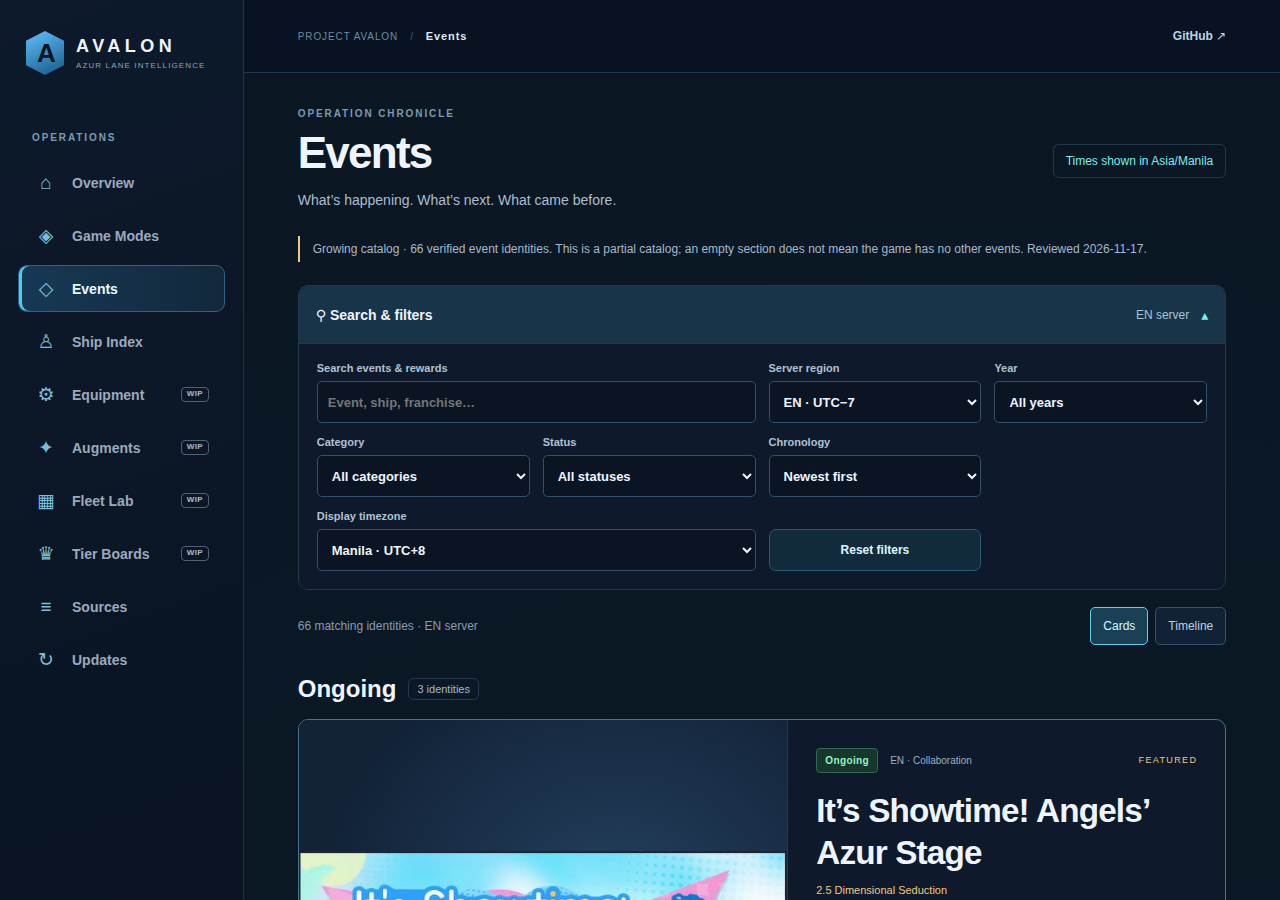 A
AVALON
AZUR LANE INTELLIGENCE
OPERATIONS
Overview
Game Modes
Events
Ship Index
Equipment WIP
Augments WIP
Fleet Lab WIP
Tier Boards WIP
Sources
Updates
PROJECT AVALON / Events
GitHub ↗
OPERATION CHRONICLE
Events
Times shown in Asia/Manila
What's happening. What's next. What came before.
Growing catalog · 66 verified event identities. This is a partial catalog; an empty section does not mean the game has no other events. Reviewed 2026-11-17.
Search & filters
EN server ▲
Search events & rewards
Server region
Year
Event, ship, franchise…
EN · UTC−7
All years
Category
Status
Chronology
All categories
All statuses
Newest first
Display timezone
Manila · UTC+8
Reset filters
66 matching identities · EN server
Cards
Timeline
Ongoing
3 identities
Ongoing
EN · Collaboration
FEATURED
It’s Showtime! Angels’
Azur Stage
2.5 Dimensional Seduction